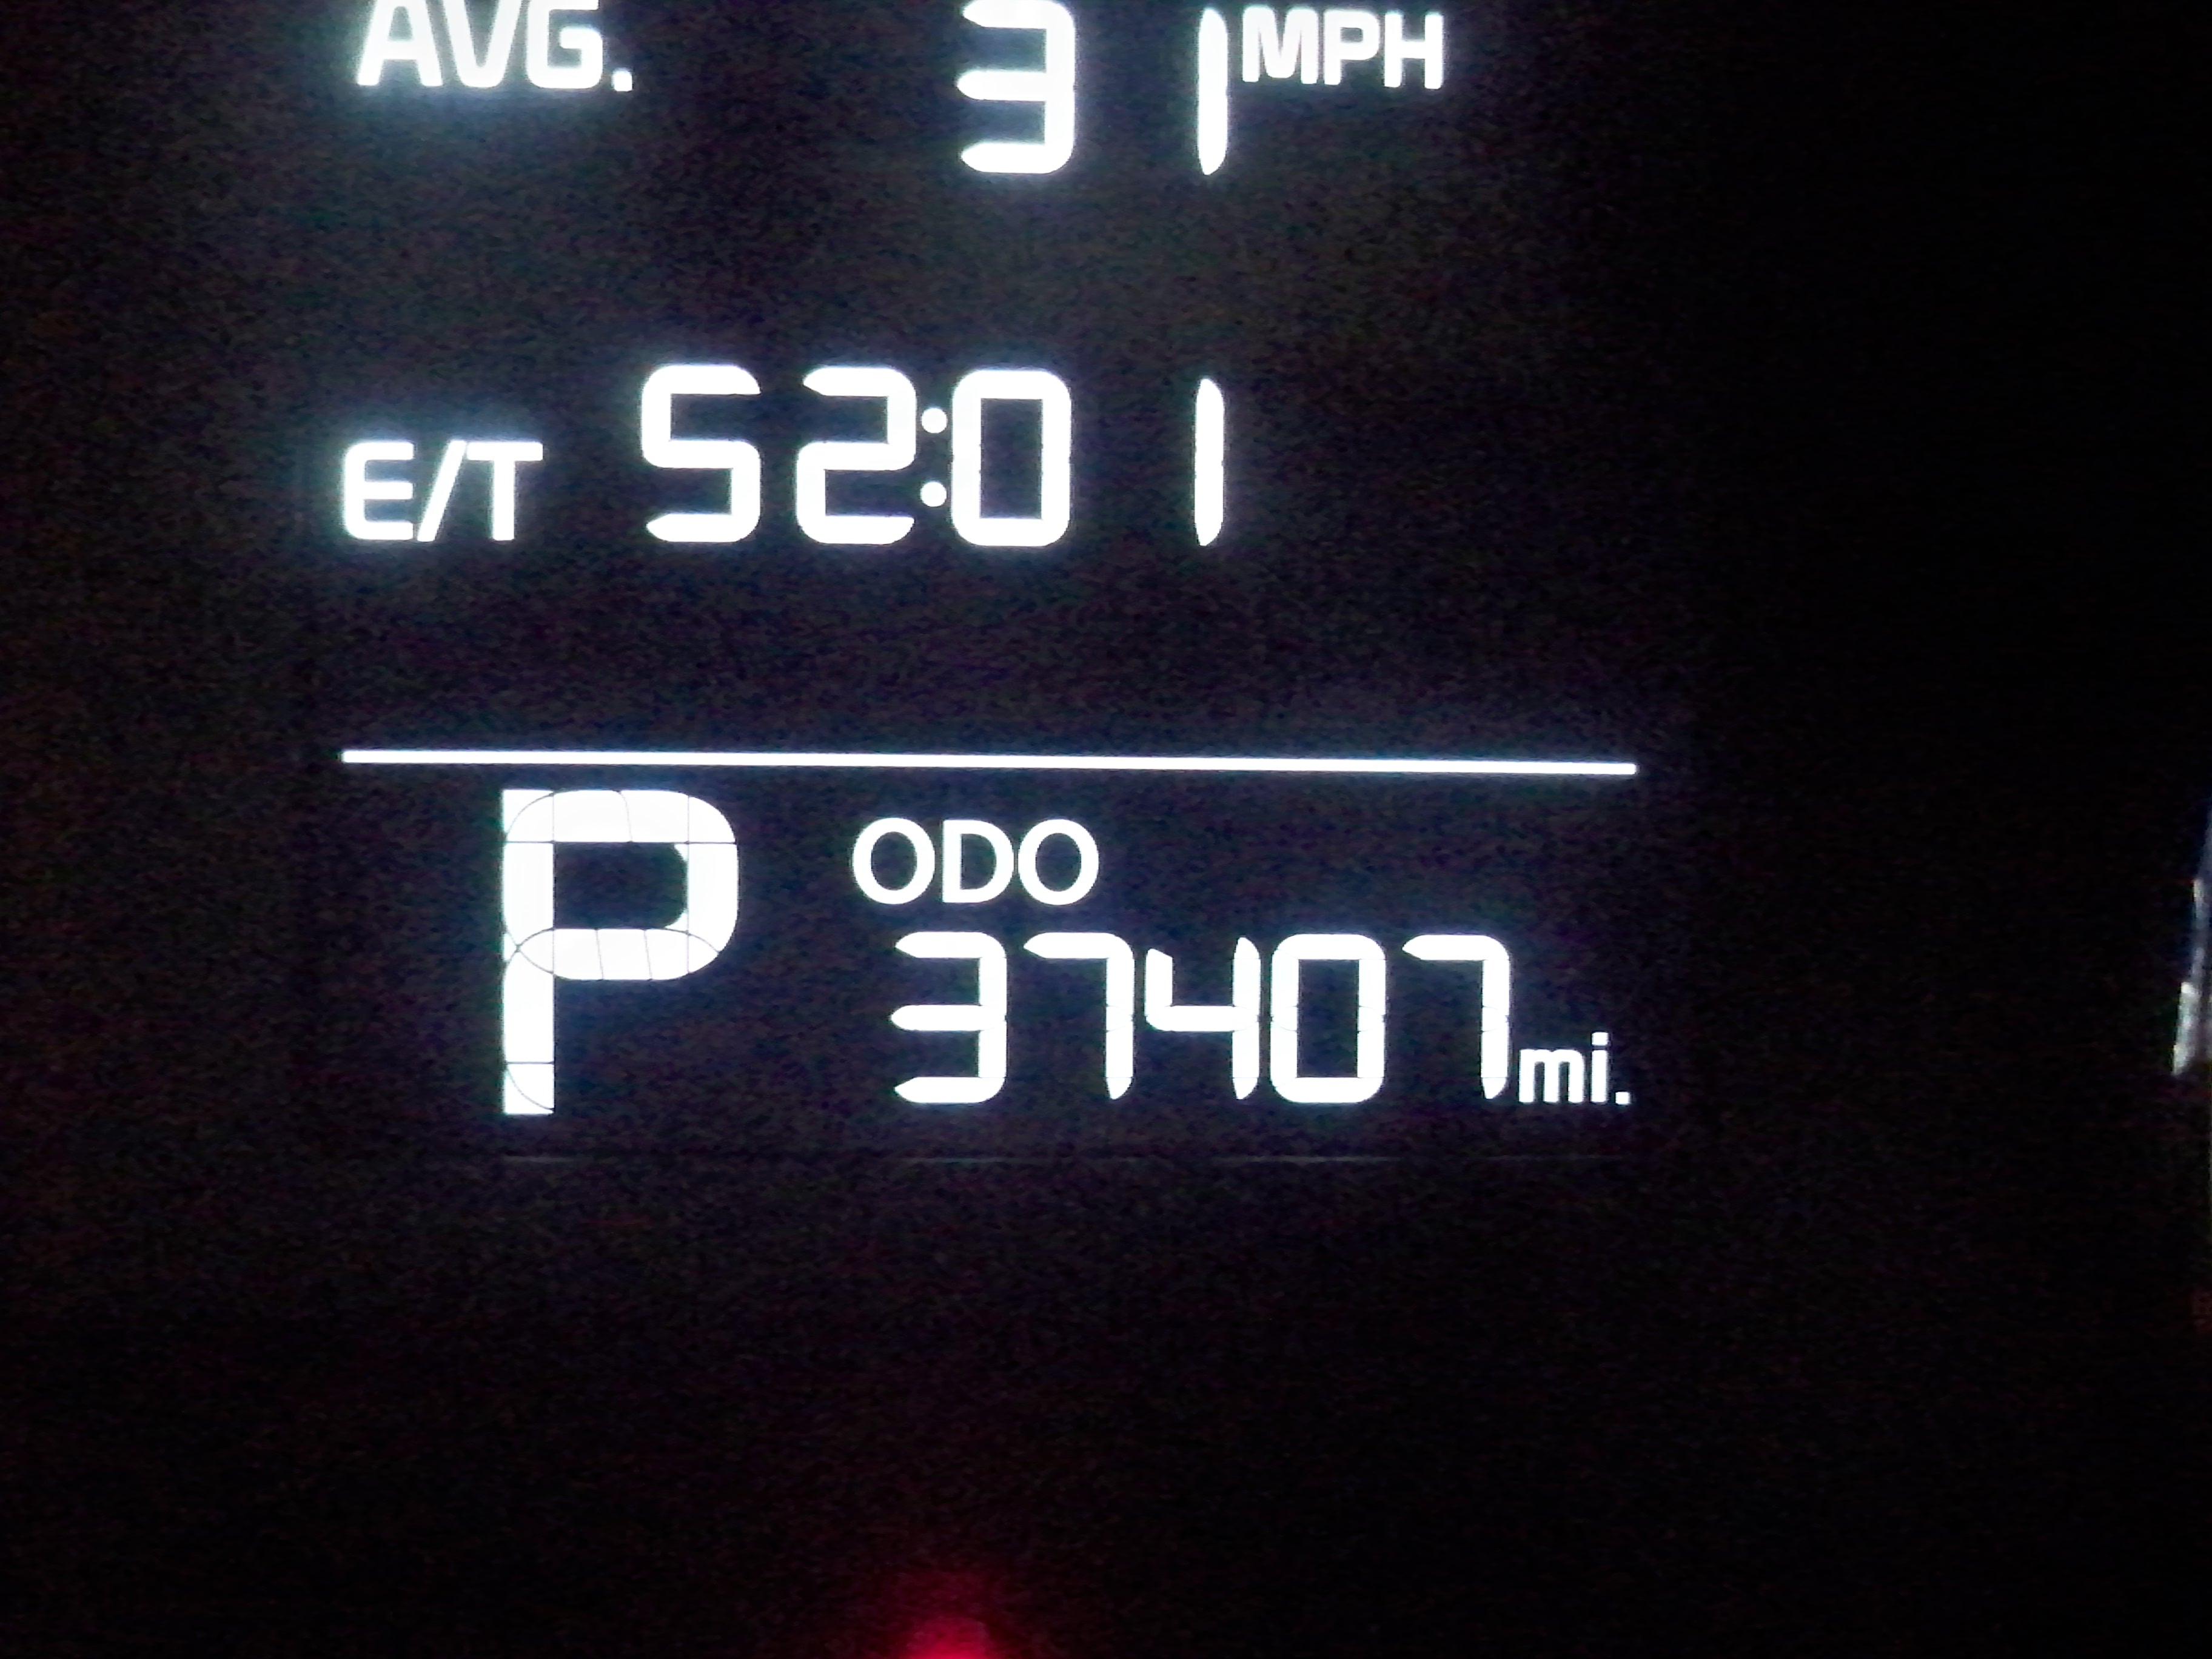 AVG. 31 MPH
E/T 52:01
P ODO
37407 mi.